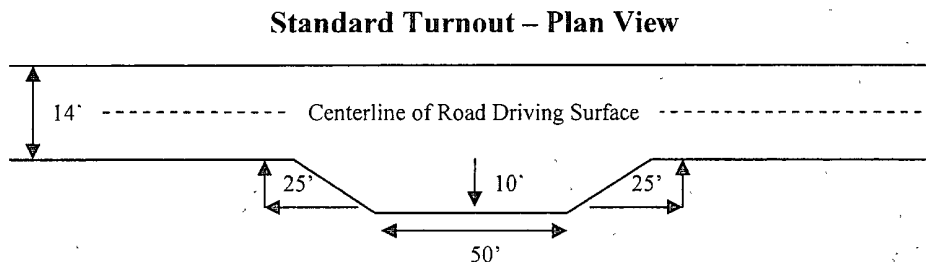 Standard Turnout – Plan View
14'
Centerline of Road Driving Surface
25'
10'
25'
50'